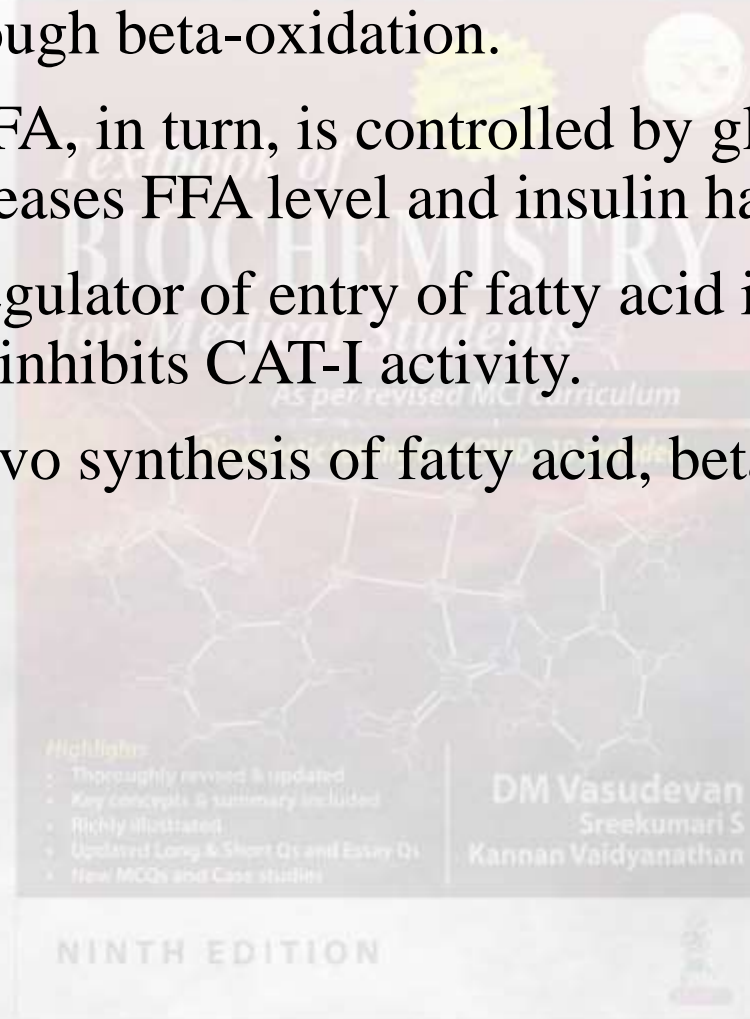 ough beta-oxidation.
FA, in turn, is controlled by gl
eases FFA level and insulin ha
egulator of entry of fatty acid i
inhibits CAT-I activity.
vo synthesis of fatty acid, beta
Textbook of
BIOCHEMISTRY
for Medical Students
As per revised MCI curriculum
Highlights
• Thoroughly revised & updated
• Key concepts & summary included
• Richly illustrated
• Updated Long & Short Qs and Essay Qs
• New MCQs and Case studies
DM Vasudevan
Sreekumari S
Kannan Vaidyanathan
NINTH EDITION